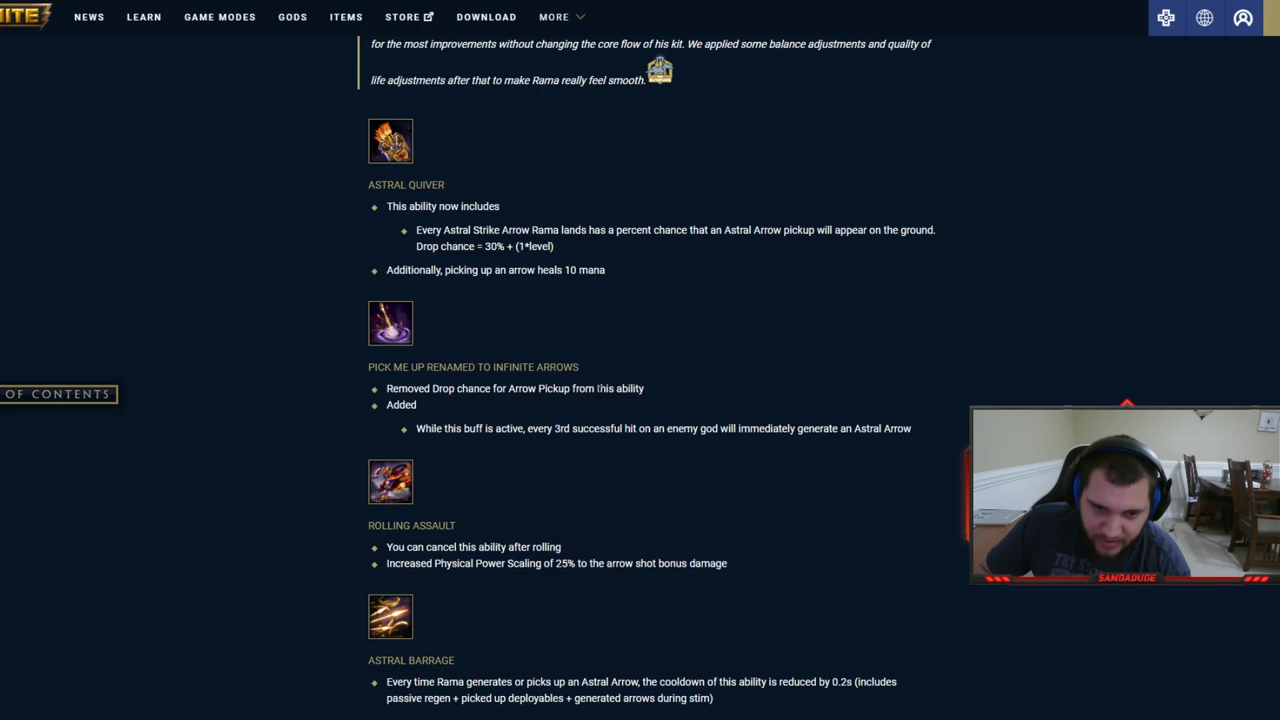 NEWS LEARN GAME MODES GODS ITEMS STORE DOWNLOAD MORE
for the most improvements without changing the core flow of his kit. We applied some balance adjustments and quality of
life adjustments after that to make Rama really feel smooth.
ASTRAL QUIVER
This ability now includes
Every Astral Strike Arrow Rama lands has a percent chance that an Astral Arrow pickup will appear on the ground.
Drop chance = 30% + (1*level)
Additionally, picking up an arrow heals 10 mana
PICK ME UP RENAMED TO INFINITE ARROWS
Removed Drop chance for Arrow Pickup from this ability
OF CONTENTS
Added
While this buff is active, every 3rd successful hit on an enemy god will immediately generate an Astral Arrow
ROLLING ASSAULT
You can cancel this ability after rolling
Increased Physical Power Scaling of 25% to the arrow shot bonus damage
SAMDADUDE
ASTRAL BARRAGE
Every time Rama generates or picks up an Astral Arrow, the cooldown of this ability is reduced by 0.2s (includes
passive regen + picked up deployables + generated arrows during stim)